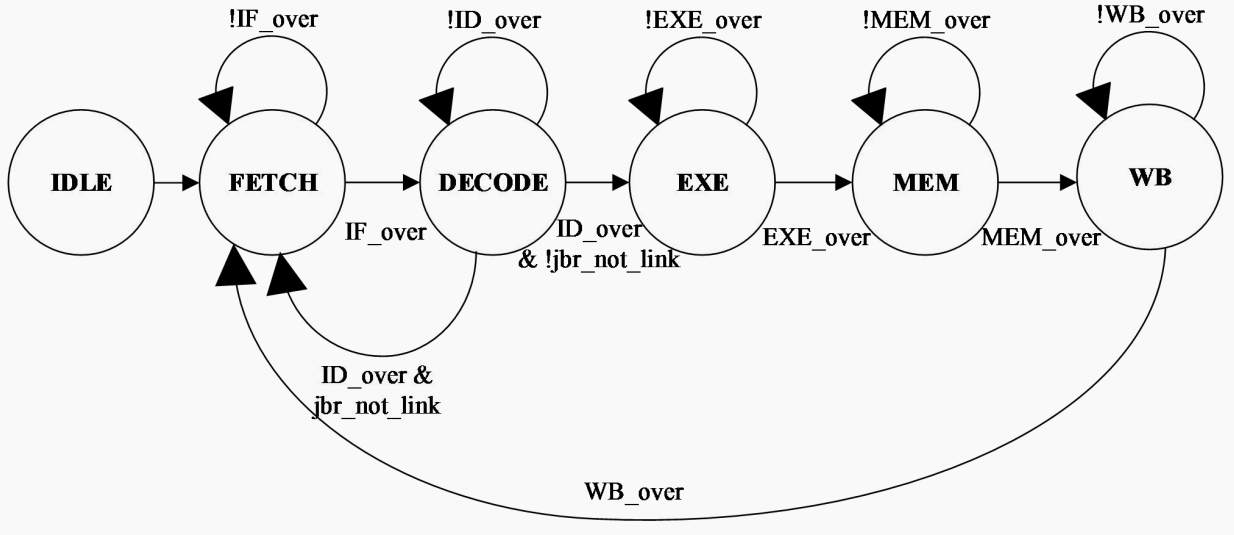 !IF_over
!ID_over
!EXE_over
!MEM_over
!WB_over
IDLE
FETCH
DECODE
EXE
MEM
WB
IF_over
ID_over
& !jbr_not_link
EXE_over
MEM_over
ID_over &
jbr_not_link
WB_over